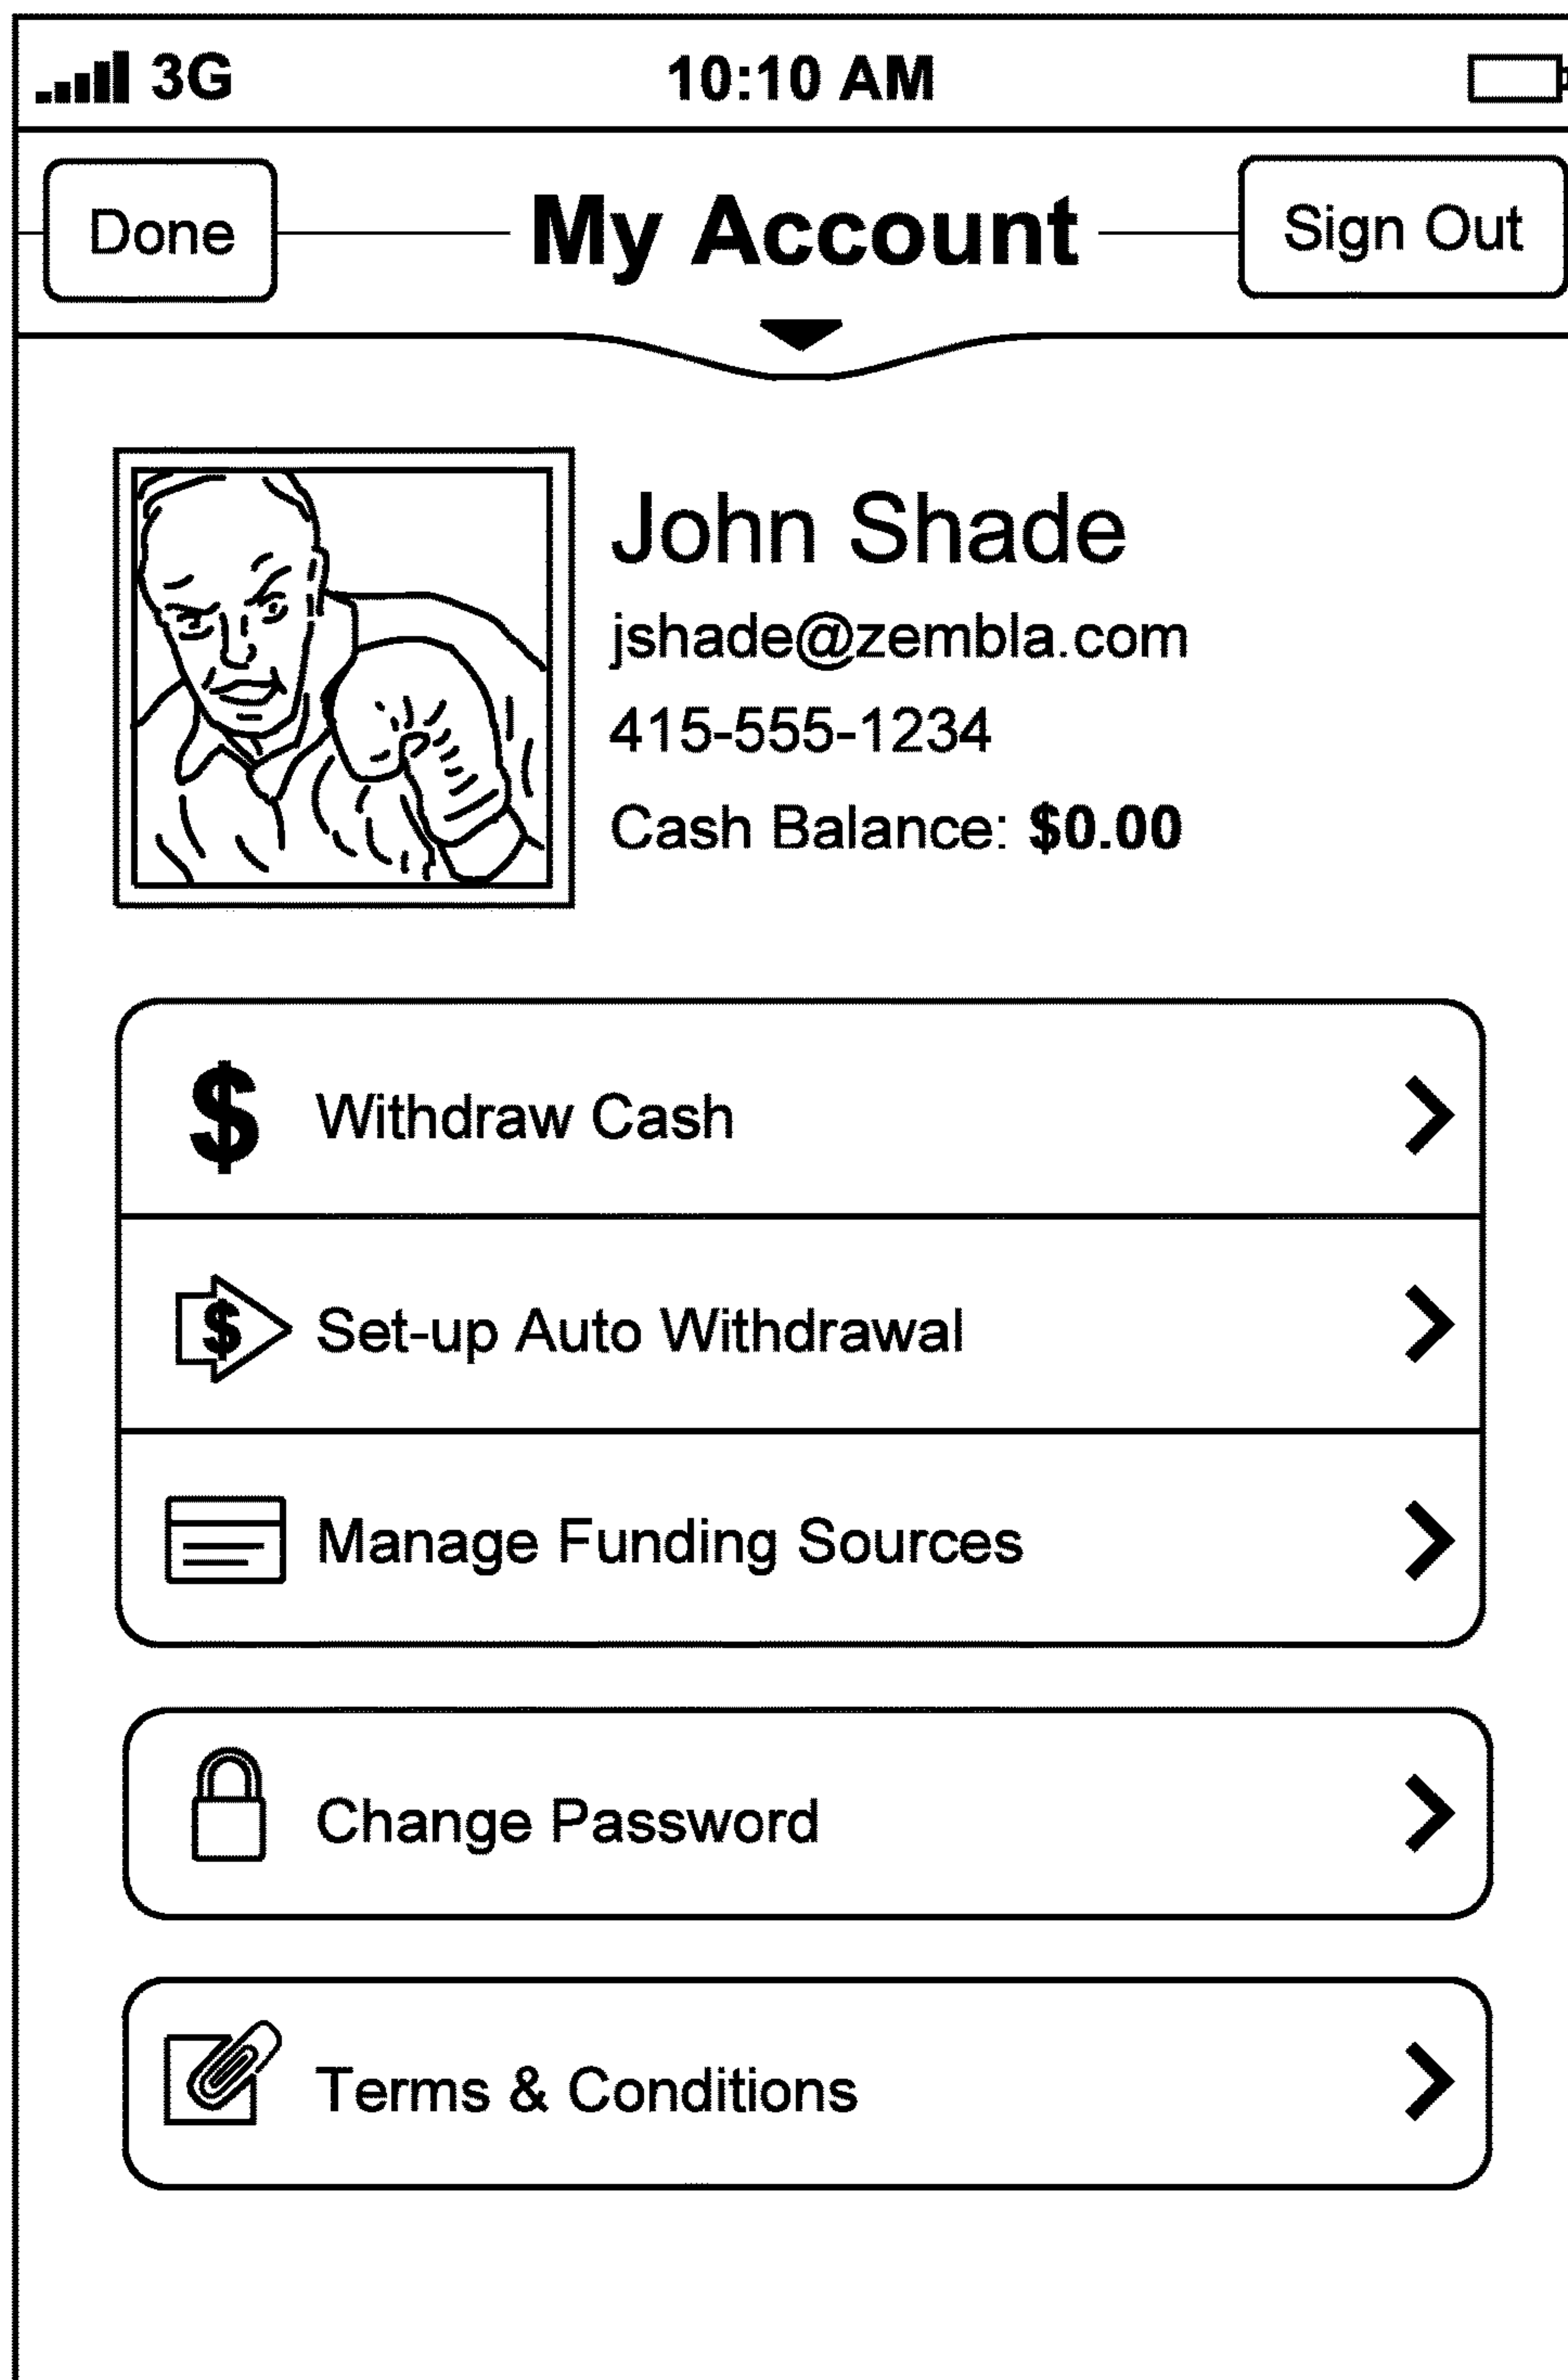 3G 10:10 AM
Done My Account Sign Out
John Shade
jshade@zembla.com
415-555-1234
Cash Balance: $0.00
$ Withdraw Cash
$ Set-up Auto Withdrawal
Manage Funding Sources
Change Password
Terms & Conditions